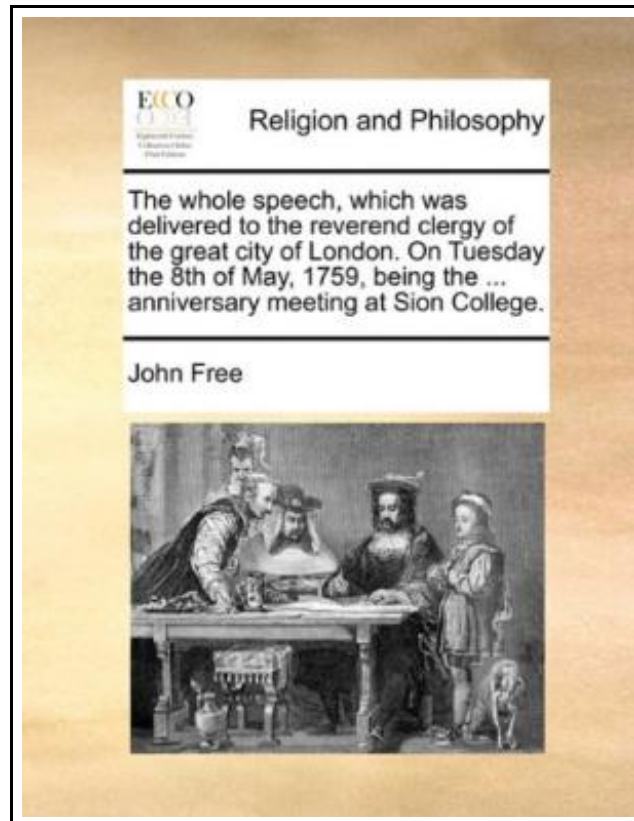 ECCO
Religion and Philosophy
The whole speech, which was
delivered to the reverend clergy of
the great city of London. On Tuesday
the 8th of May, 1759, being the ...
anniversary meeting at Sion College.
John Free